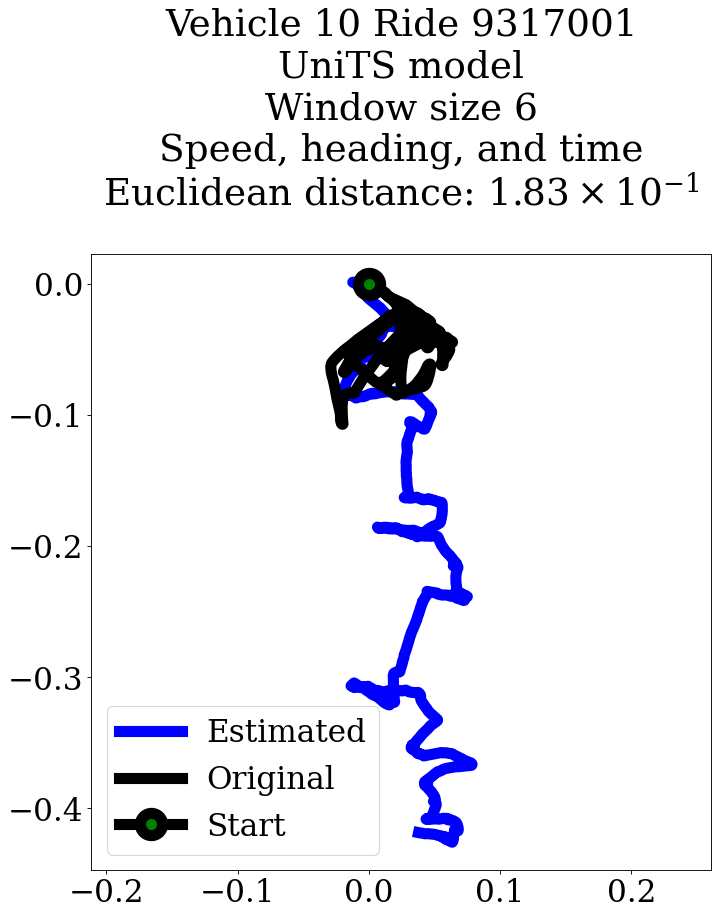 Vehicle 10 Ride 9317001
UniTS model
Window size 6
Speed, heading, and time
Euclidean distance: $1.83 \times 10^{-1}$
0.0
−0.1
−0.2
−0.3
−0.4
Estimated
Original
Start
−0.2 −0.1 0.0 0.1 0.2